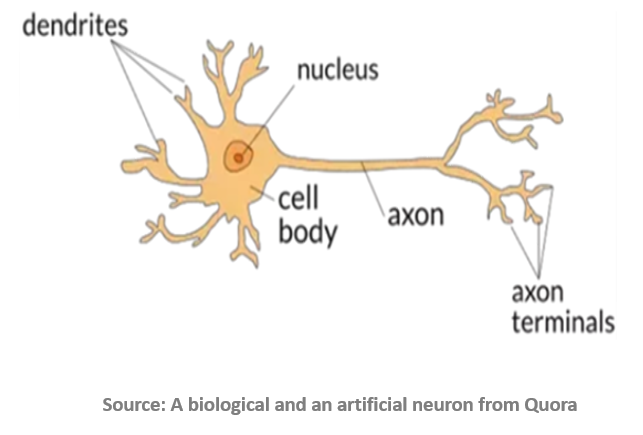 dendrites
nucleus
cell
body
axon
axon
terminals
Source: A biological and an artificial neuron from Quora